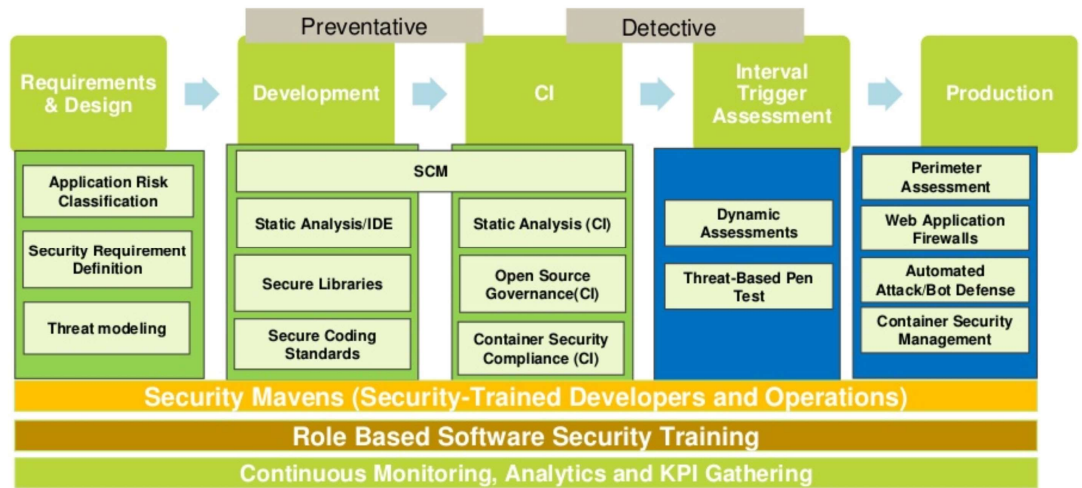 Preventative
Detective
Requirements
& Design
Development
CI
Interval
Trigger
Assessment
Production
Application Risk
Classification
Security Requirement
Definition
Threat modeling
SCM
Static Analysis/IDE
Secure Libraries
Secure Coding
Standards
Static Analysis (CI)
Open Source
Governance(CI)
Container Security
Compliance (CI)
Dynamic
Assessments
Threat-Based Pen
Test
Perimeter
Assessment
Web Application
Firewalls
Automated
Attack/Bot Defense
Container Security
Management
Security Mavens (Security-Trained Developers and Operations)
Role Based Software Security Training
Continuous Monitoring, Analytics and KPI Gathering